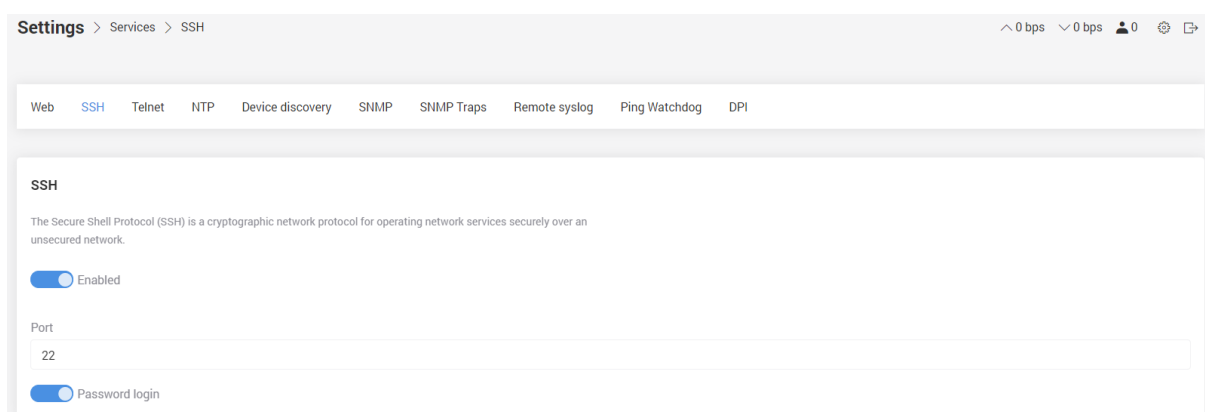 Settings > Services > SSH
0 bps 0 bps 0
Web SSH Telnet NTP Device discovery SNMP SNMP Traps Remote syslog Ping Watchdog DPI
SSH
The Secure Shell Protocol (SSH) is a cryptographic network protocol for operating network services securely over an
unsecured network.
Enabled
Port
22
Password login